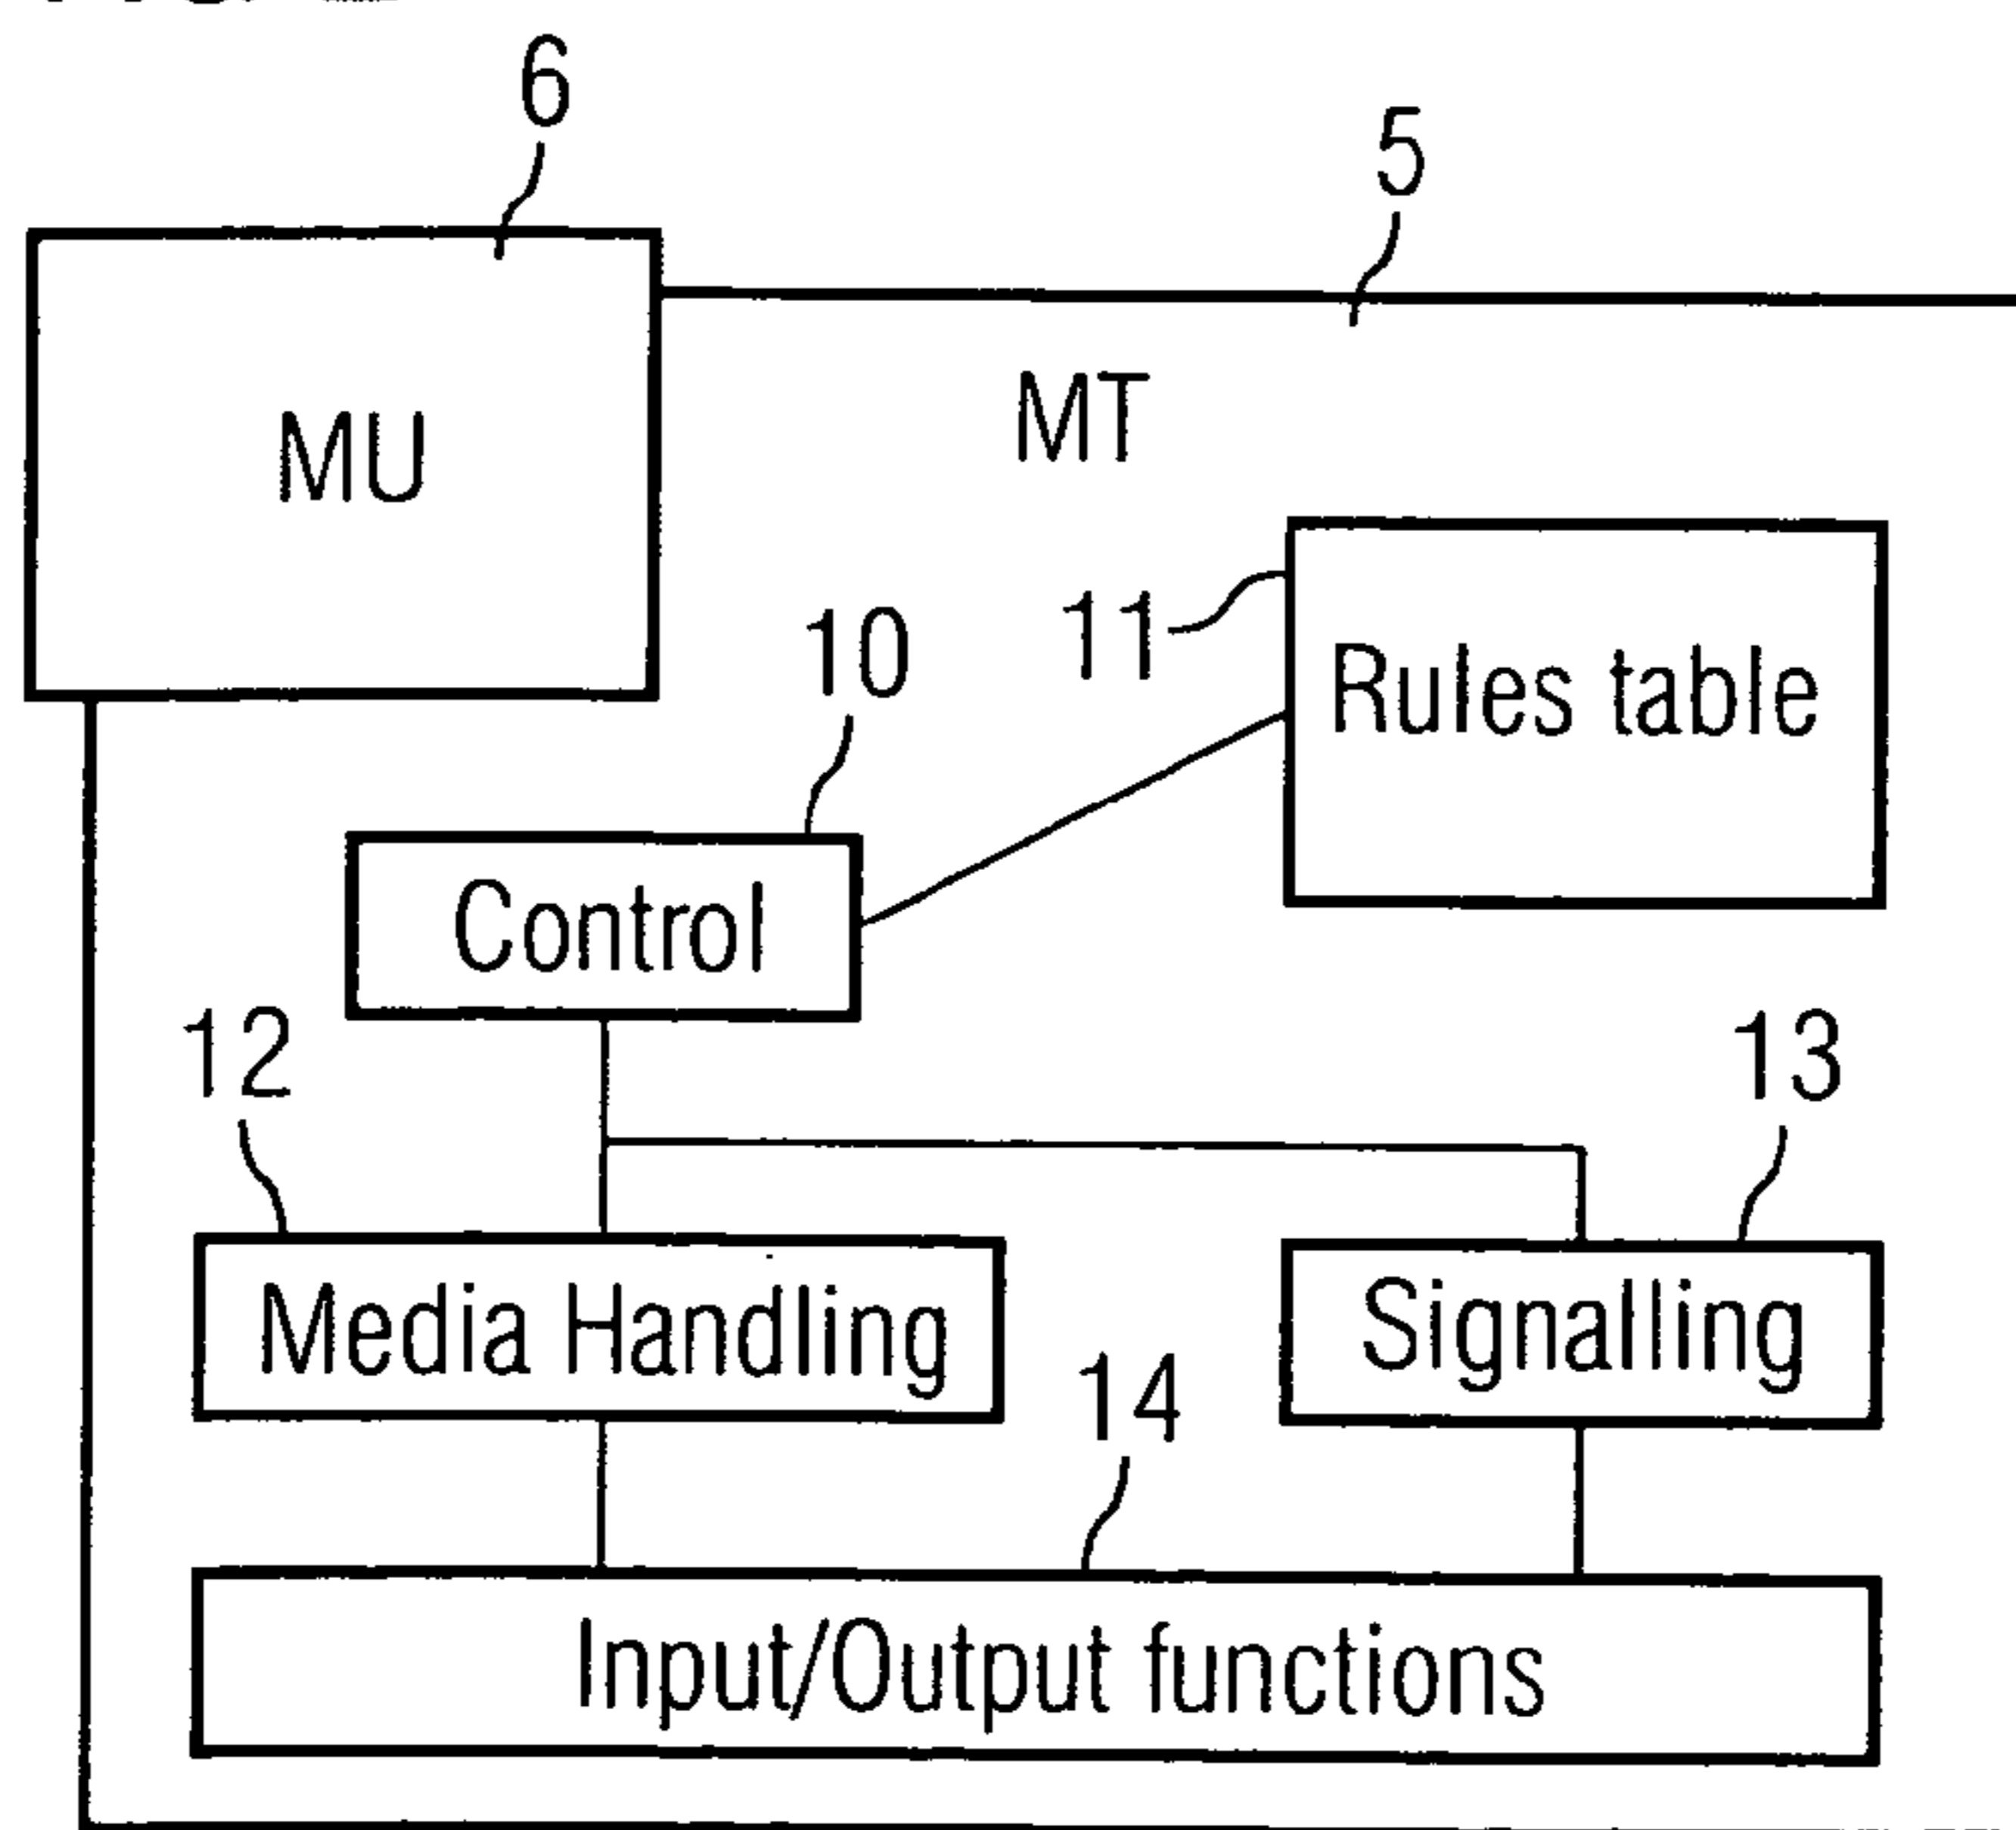 6
5
MU
MT
10
11
Rules table
Control
12
13
Media Handling
Signalling
14
Input/Output functions